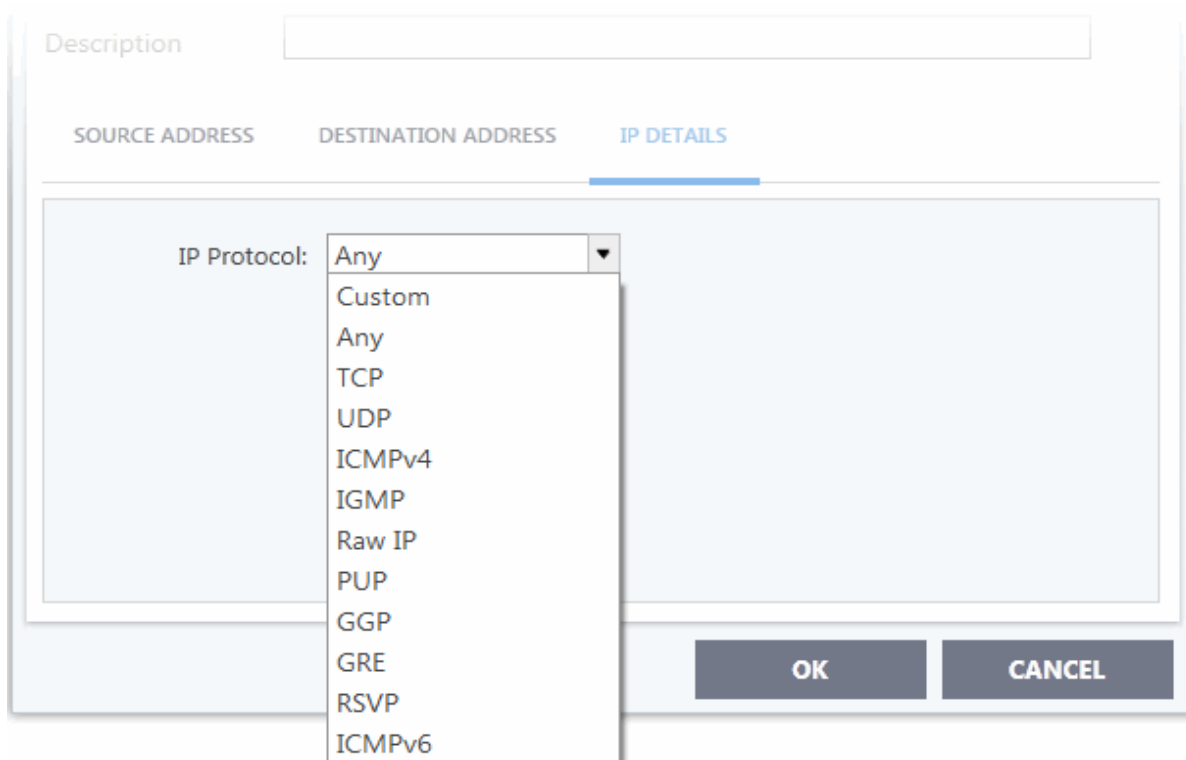 Description
SOURCE ADDRESS DESTINATION ADDRESS IP DETAILS
IP Protocol: Any
Custom
Any
TCP
UDP
ICMPv4
IGMP
Raw IP
PUP
GGP
GRE
RSVP
ICMPv6
OK CANCEL